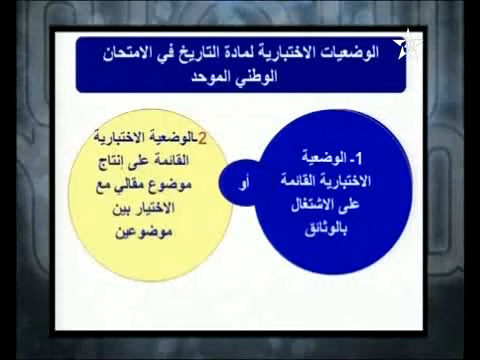 الوضعيات الاختبارية لمادة التاريخ في الامتحان
الوطني الموحد
1- الوضعية
الاختبارية القائمة
على الاشتغال
بالوثائق
أو
2-الوضعية الاختبارية
القائمة على إنتاج
موضوع مقالي مع
الاختيار بين
موضوعين